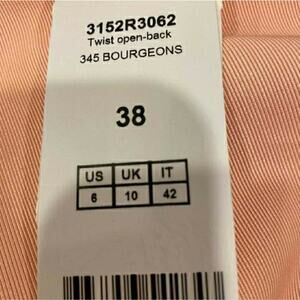 3152R3062
Twist open-back
345 BOURGEONS
38
US UK IT
6 10 42